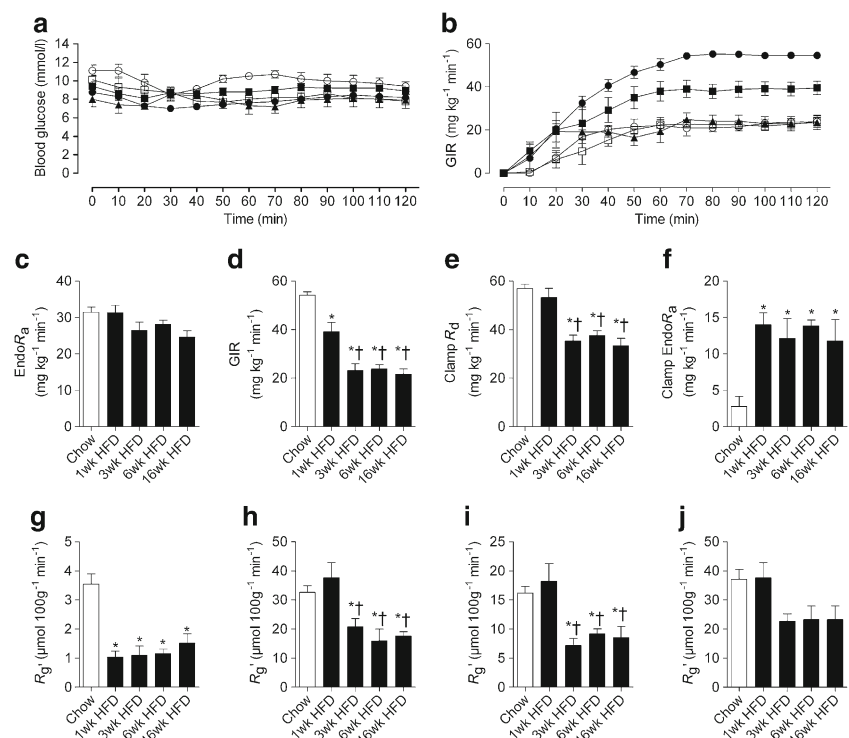 a
b
Blood glucose (mmol/l)
14
12
10
8
6
4
2
0
0 10 20 30 40 50 60 70 80 90 100 110 120
Time (min)
GIR (mg kg⁻¹ min⁻¹)
60
40
20
0
0 10 20 30 40 50 60 70 80 90 100 110 120
Time (min)
c
d
e
f
EndoRₐ
(mg kg⁻¹ min⁻¹)
40
30
20
10
0
Chow
1wk HFD
3wk HFD
6wk HFD
16wk HFD
GIR
(mg kg⁻¹ min⁻¹)
60
40
20
0
*
*†
*†
*†
Chow
1wk HFD
3wk HFD
6wk HFD
16wk HFD
Clamp Rd
(mg kg⁻¹ min⁻¹)
60
40
20
0
*†
*†
*†
Chow
1wk HFD
3wk HFD
6wk HFD
16wk HFD
Clamp EndoRₐ
(mg kg⁻¹ min⁻¹)
20
15
10
5
0
*
*
*
*
Chow
1wk HFD
3wk HFD
6wk HFD
16wk HFD
g
h
i
j
Rg' (µmol 100g⁻¹ min⁻¹)
5
4
3
2
1
0
*
*
*
*
Chow
1wk HFD
3wk HFD
6wk HFD
16wk HFD
Rg' (µmol 100g⁻¹ min⁻¹)
50
40
30
20
10
0
*†
*†
*†
Chow
1wk HFD
3wk HFD
6wk HFD
16wk HFD
Rg' (µmol 100g⁻¹ min⁻¹)
25
20
15
10
5
0
*†
*†
*†
Chow
1wk HFD
3wk HFD
6wk HFD
16wk HFD
Rg' (µmol 100g⁻¹ min⁻¹)
50
40
30
20
10
0
Chow
1wk HFD
3wk HFD
6wk HFD
16wk HFD